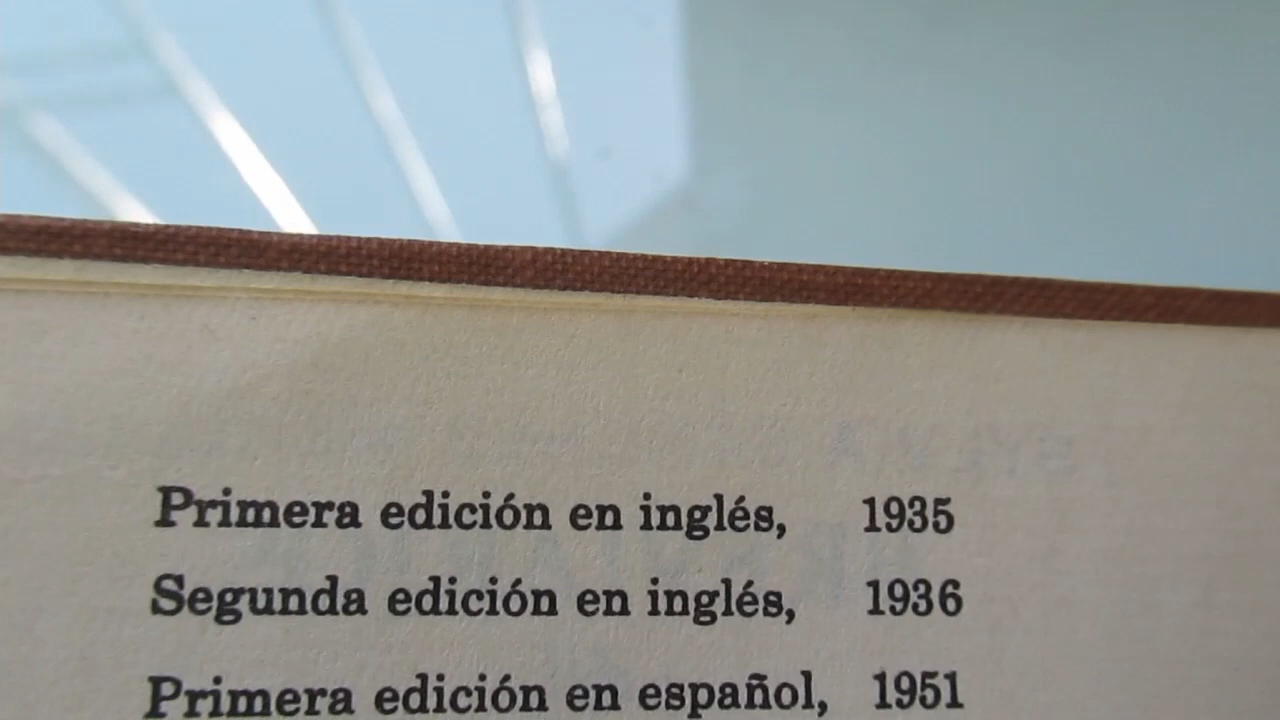 Primera edición en inglés, 1935
Segunda edición en inglés, 1936
Primera edición en español, 1951